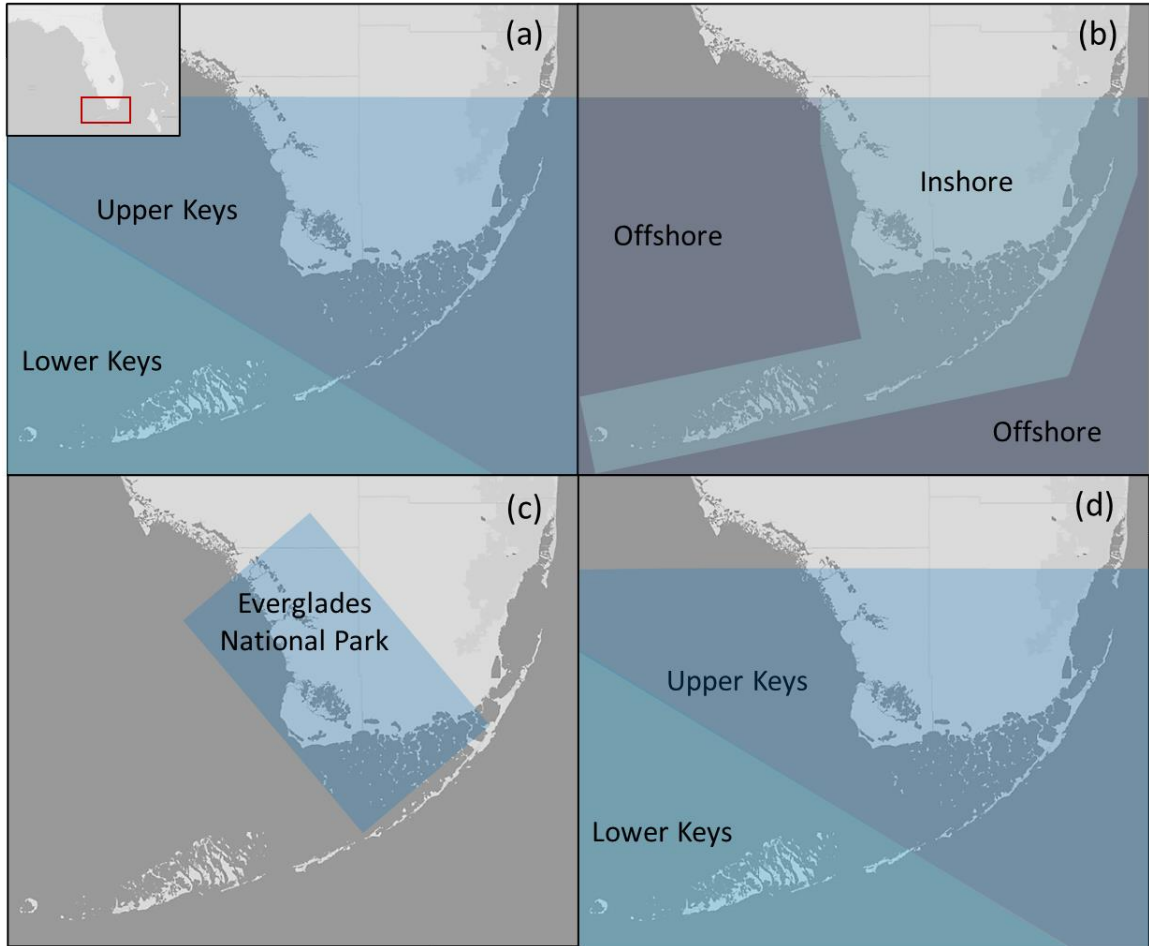 (a)
Upper Keys
Lower Keys
(b)
Inshore
Offshore
Offshore
(c)
Everglades
National Park
(d)
Upper Keys
Lower Keys